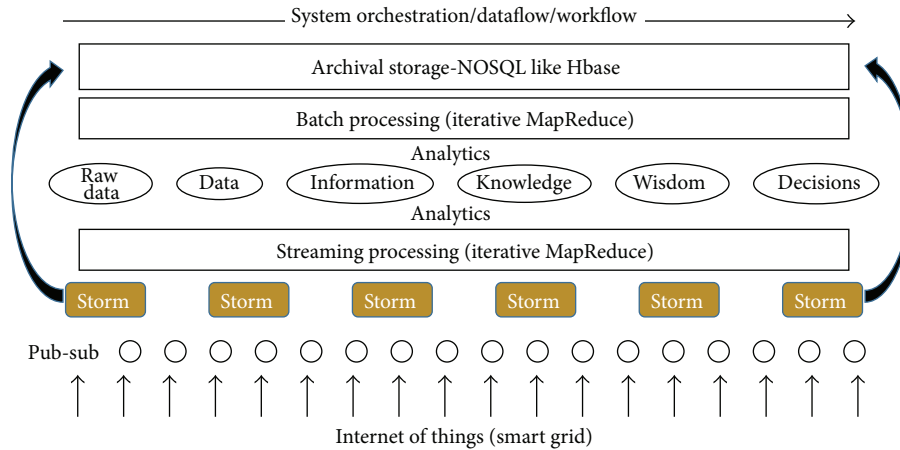 System orchestration/dataflow/workflow
Archival storage-NOSQL like Hbase
Batch processing (iterative MapReduce)
Analytics
Raw
data
Data
Information
Knowledge
Wisdom
Decisions
Analytics
Streaming processing (iterative MapReduce)
Storm
Storm
Storm
Storm
Storm
Storm
Pub-sub
Internet of things (smart grid)